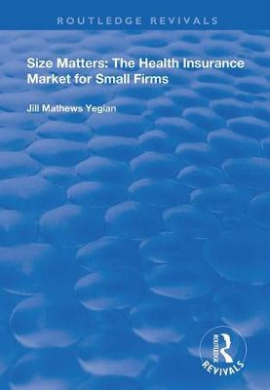 ROUTLEDGE REVIVALS
Size Matters: The Health Insurance
Market for Small Firms
Jill Mathews Yegian
R
Routledge
REVIVALS